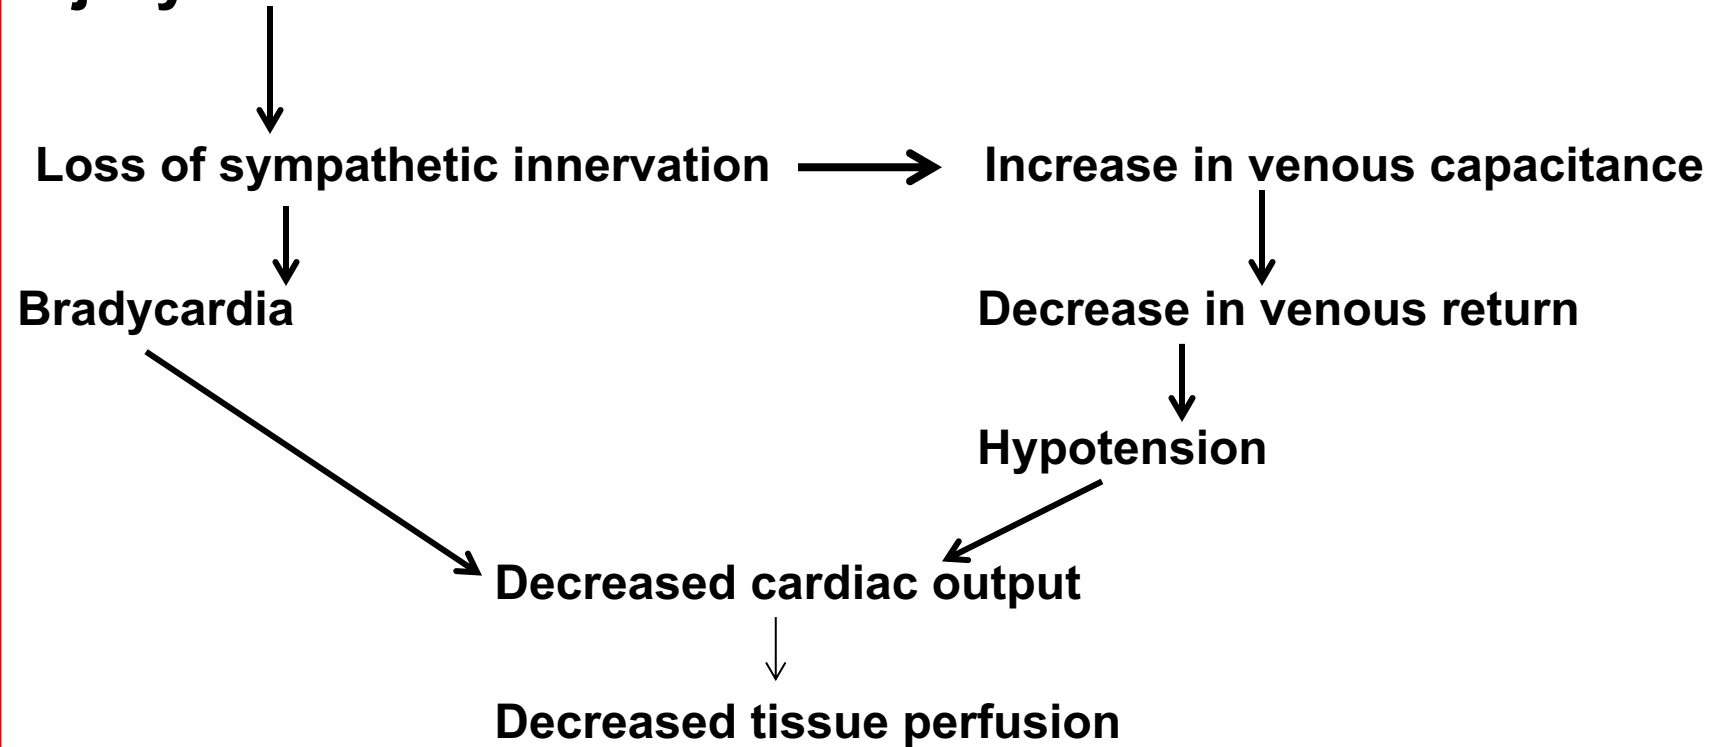 Loss of sympathetic innervation
Increase in venous capacitance
Bradycardia
Decrease in venous return
Hypotension
Decreased cardiac output
Decreased tissue perfusion